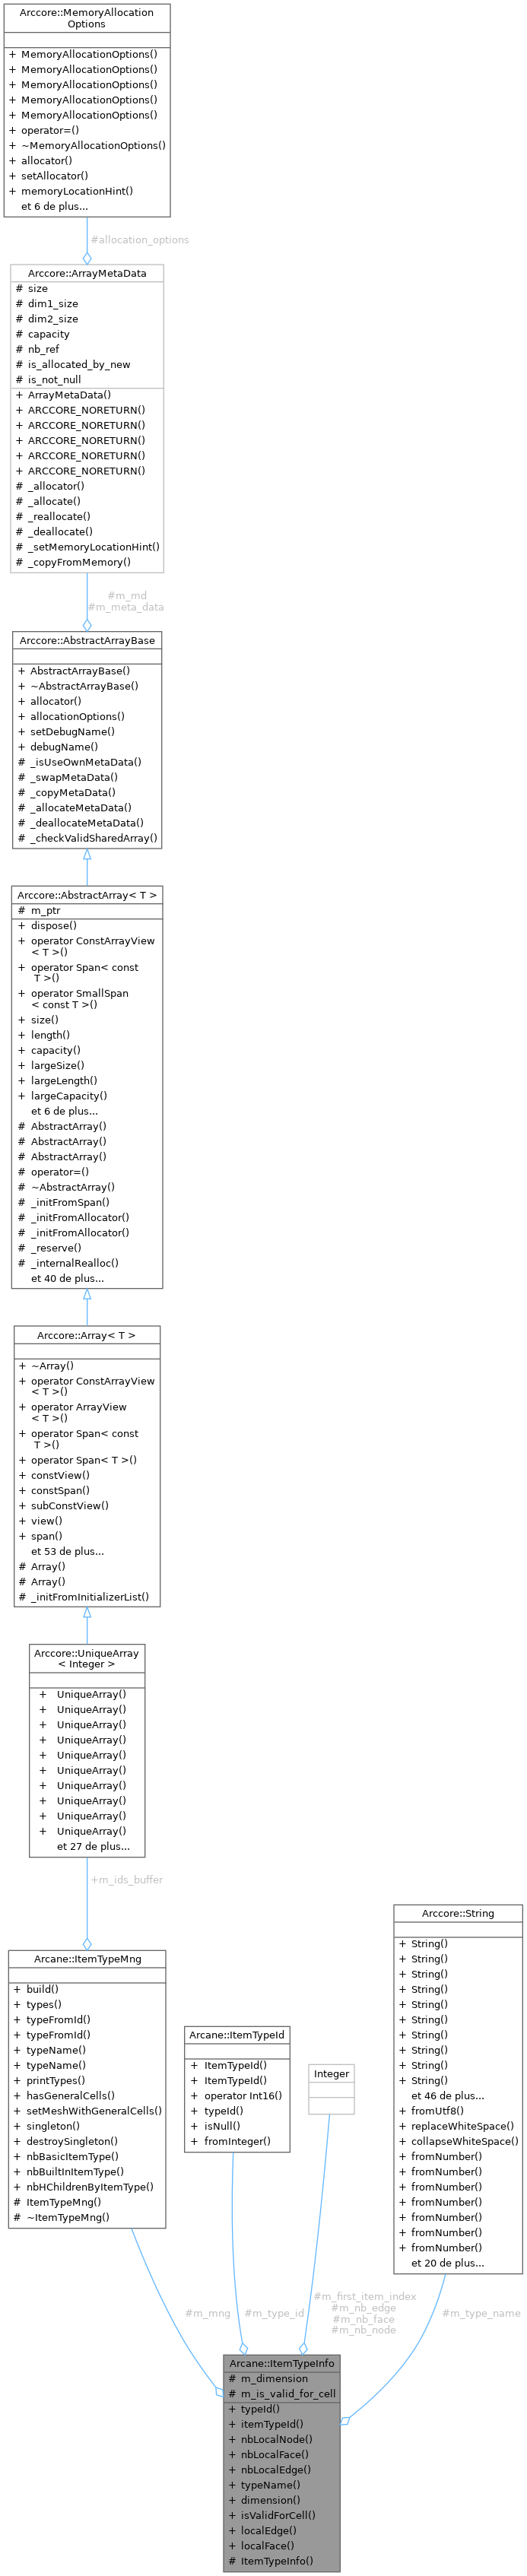 Arccore::MemoryAllocation
Options
+ MemoryAllocationOptions()
+ MemoryAllocationOptions()
+ MemoryAllocationOptions()
+ MemoryAllocationOptions()
+ MemoryAllocationOptions()
+ operator=()
+ ~MemoryAllocationOptions()
+ allocator()
+ setAllocator()
+ memoryLocationHint()
et 6 de plus...
#allocation_options
Arccore::ArrayMetaData
# size
# dim1_size
# dim2_size
# capacity
# nb_ref
# is_allocated_by_new
# is_not_null
+ ArrayMetaData()
+ ARCCORE_NORETURN()
+ ARCCORE_NORETURN()
+ ARCCORE_NORETURN()
+ ARCCORE_NORETURN()
+ ARCCORE_NORETURN()
# _allocator()
# _allocate()
# _reallocate()
# _deallocate()
# _setMemoryLocationHint()
# _copyFromMemory()
#m_md
#m_meta_data
Arccore::AbstractArrayBase
+ AbstractArrayBase()
+ ~AbstractArrayBase()
+ allocator()
+ allocationOptions()
+ setDebugName()
+ debugName()
# _isUseOwnMetaData()
# _swapMetaData()
# _copyMetaData()
# _allocateMetaData()
# _deallocateMetaData()
# _checkValidSharedArray()
Arccore::AbstractArray< T >
# m_ptr
+ dispose()
+ operator ConstArrayView
< T >()
+ operator Span< const
T >()
+ operator SmallSpan
< const T >()
+ size()
+ length()
+ capacity()
+ largeSize()
+ largeLength()
+ largeCapacity()
et 6 de plus...
# AbstractArray()
# AbstractArray()
# AbstractArray()
# operator=()
# ~AbstractArray()
# _initFromSpan()
# _initFromAllocator()
# _initFromAllocator()
# _reserve()
# _internalRealloc()
et 40 de plus...
Arccore::Array< T >
+ ~Array()
+ operator ConstArrayView
< T >()
+ operator ArrayView
< T >()
+ operator Span< const
T >()
+ operator Span< T >()
+ constView()
+ constSpan()
+ subConstView()
+ view()
+ span()
et 53 de plus...
# Array()
# Array()
# _initFromInitializerList()
Arccore::UniqueArray
< Integer >
+ UniqueArray()
+ UniqueArray()
+ UniqueArray()
+ UniqueArray()
+ UniqueArray()
+ UniqueArray()
+ UniqueArray()
+ UniqueArray()
+ UniqueArray()
+ UniqueArray()
et 27 de plus...
+m_ids_buffer
Arcane::ItemTypeMng
+ build()
+ types()
+ typeFromId()
+ typeFromId()
+ typeName()
+ typeName()
+ printTypes()
+ hasGeneralCells()
+ setMeshWithGeneralCells()
+ singleton()
+ destroySingleton()
+ nbBasicItemType()
+ nbBuiltInItemType()
+ nbHChildrenByItemType()
# ItemTypeMng()
# ~ItemTypeMng()
Arcane::ItemTypeId
+ ItemTypeId()
+ ItemTypeId()
+ operator Int16()
+ typeId()
+ isNull()
+ fromInteger()
Integer
Arccore::String
+ String()
+ String()
+ String()
+ String()
+ String()
+ String()
+ String()
+ String()
+ String()
+ String()
et 46 de plus...
+ fromUtf8()
+ replaceWhiteSpace()
+ collapseWhiteSpace()
+ fromNumber()
+ fromNumber()
+ fromNumber()
+ fromNumber()
+ fromNumber()
+ fromNumber()
+ fromNumber()
et 20 de plus...
#m_mng
#m_type_id
#m_first_item_index
#m_nb_edge
#m_nb_face
#m_nb_node
#m_type_name
Arcane::ItemTypeInfo
# m_dimension
# m_is_valid_for_cell
+ typeId()
+ itemTypeId()
+ nbLocalNode()
+ nbLocalFace()
+ nbLocalEdge()
+ typeName()
+ dimension()
+ isValidForCell()
+ localEdge()
+ localFace()
# ItemTypeInfo()